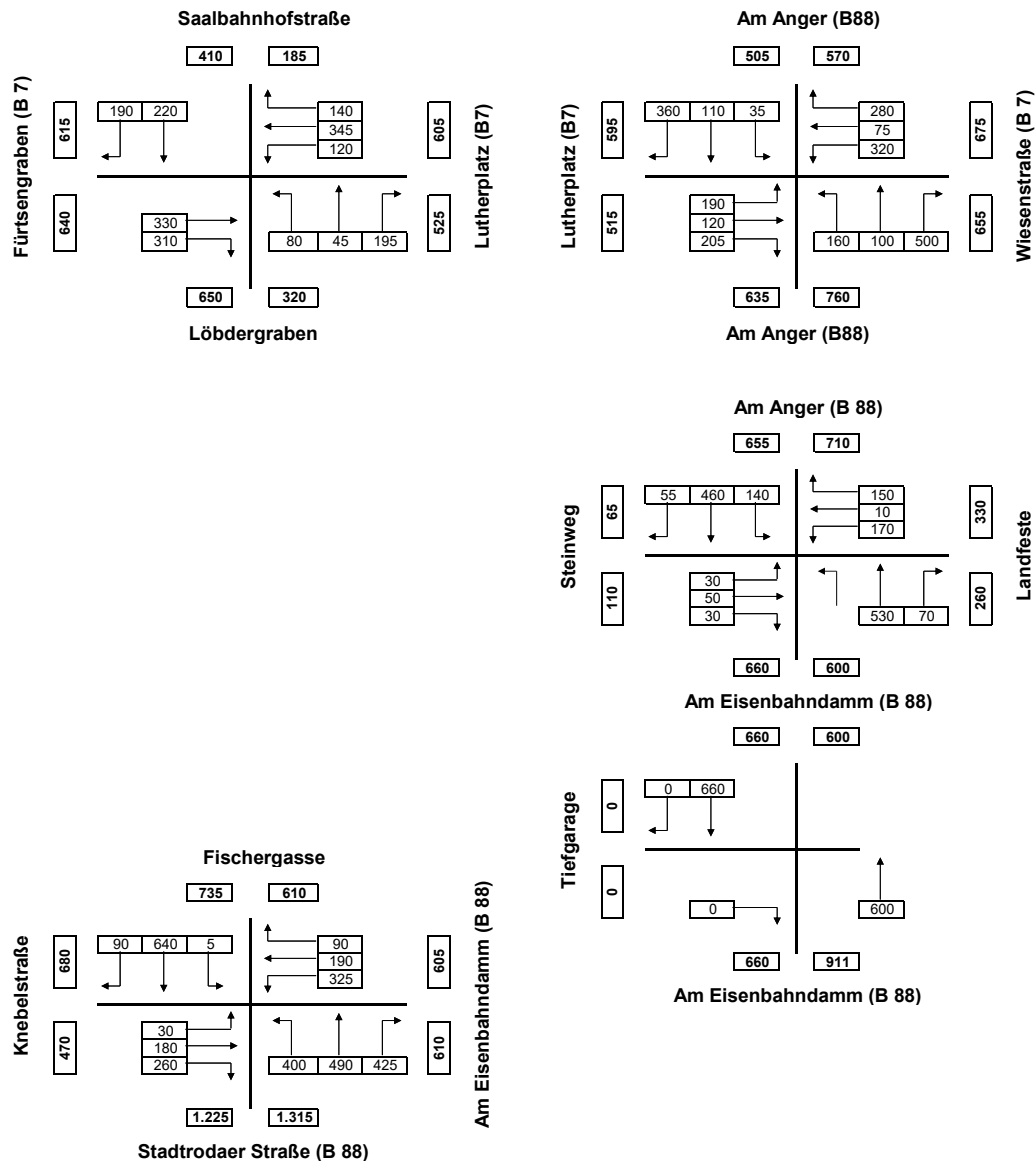 Saalbahnhofstraße
410 185
Fürtsengraben (B 7)
615
640
190 220
140
345
120
605
525
Lutherplatz (B7)
330
310
80 45 195
650 320
Löbdergraben
Am Anger (B88)
505 570
Lutherplatz (B7)
595
515
360 110 35
280
75
320
675
655
Wiesenstraße (B 7)
190
120
205
160 100 500
635 760
Am Anger (B88)
Am Anger (B 88)
655 710
Steinweg
65
110
55 460 140
150
10
170
330
260
Landfeste
30
50
30
530 70
660 600
Am Eisenbahndamm (B 88)
660 600
Tiefgarage
0
0
0 660
0
600
660 911
Am Eisenbahndamm (B 88)
Fischergasse
735 610
Knebelstraße
680
470
90 640 5
90
190
325
605
610
Am Eisenbahndamm (B 88)
30
180
260
400 490 425
1.225 1.315
Stadtrodaer Straße (B 88)